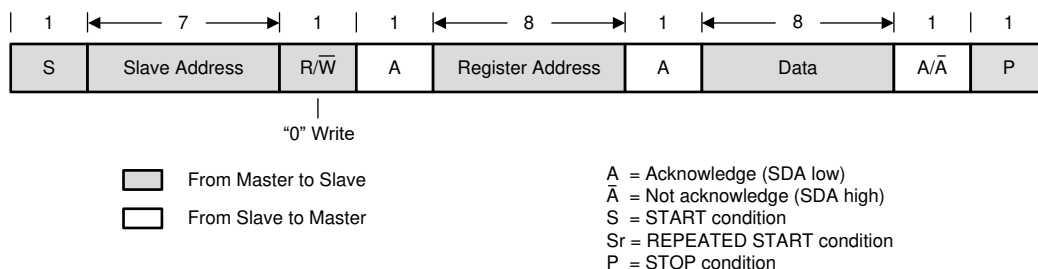 1 7 1 1 8 1 8 1 1
S Slave Address R/W̅ A Register Address A Data A/A̅ P
“0” Write
From Master to Slave
From Slave to Master
A = Acknowledge (SDA low)
A̅ = Not acknowledge (SDA high)
S = START condition
Sr = REPEATED START condition
P = STOP condition